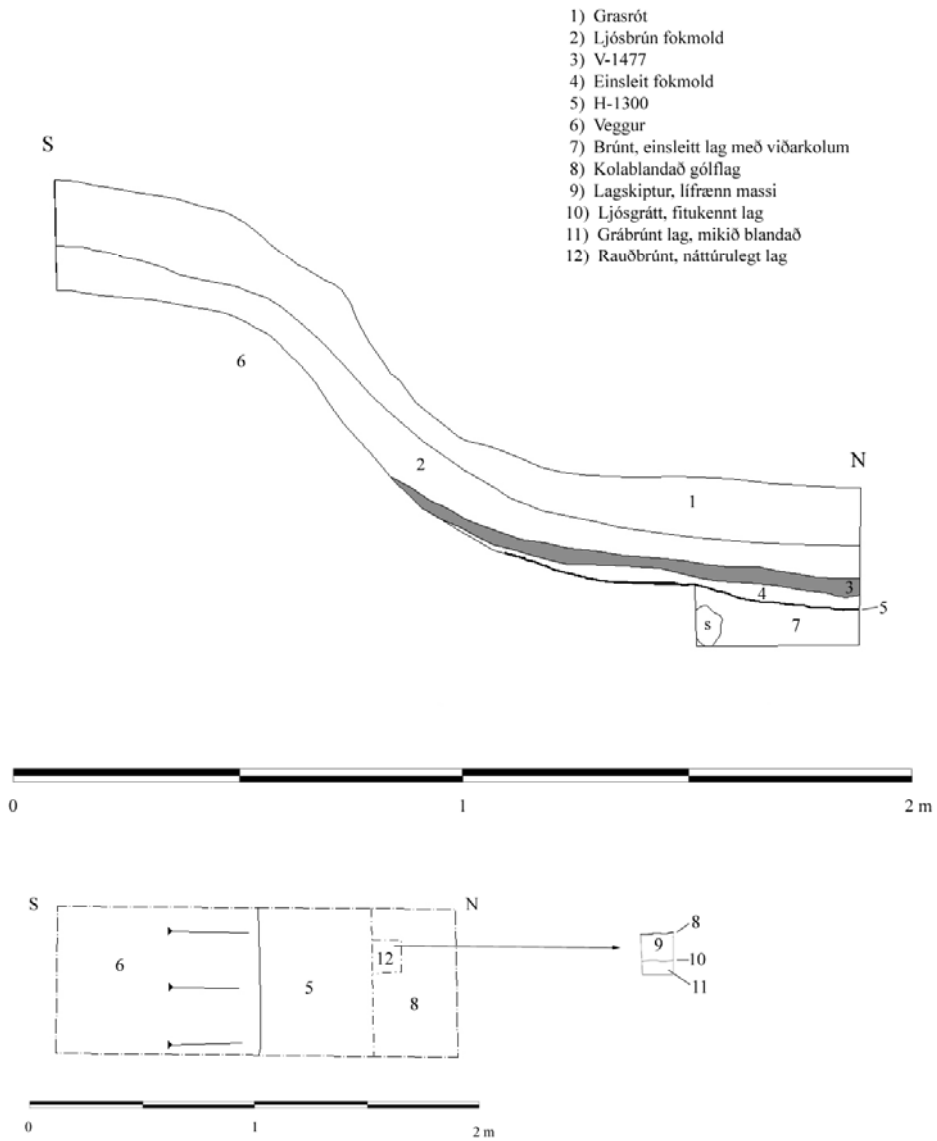 1) Grasrót
2) Ljósbrún fokmold
3) V-1477
4) Einsleit fokmold
5) H-1300
6) Veggur
7) Brúnt, einsleitt lag með viðarkolum
8) Kolablandað gólflag
9) Lagskiptur, lífrænn massi
10) Ljósgrátt, fitukennt lag
11) Grábrúnt lag, mikið blandað
12) Rauðbrúnt, náttúrulegt lag
S
6
2
N
1
3
4
5
s
7
0 1 2 m
S N
6
5
12
8
8
9
10
11
0 1 2 m